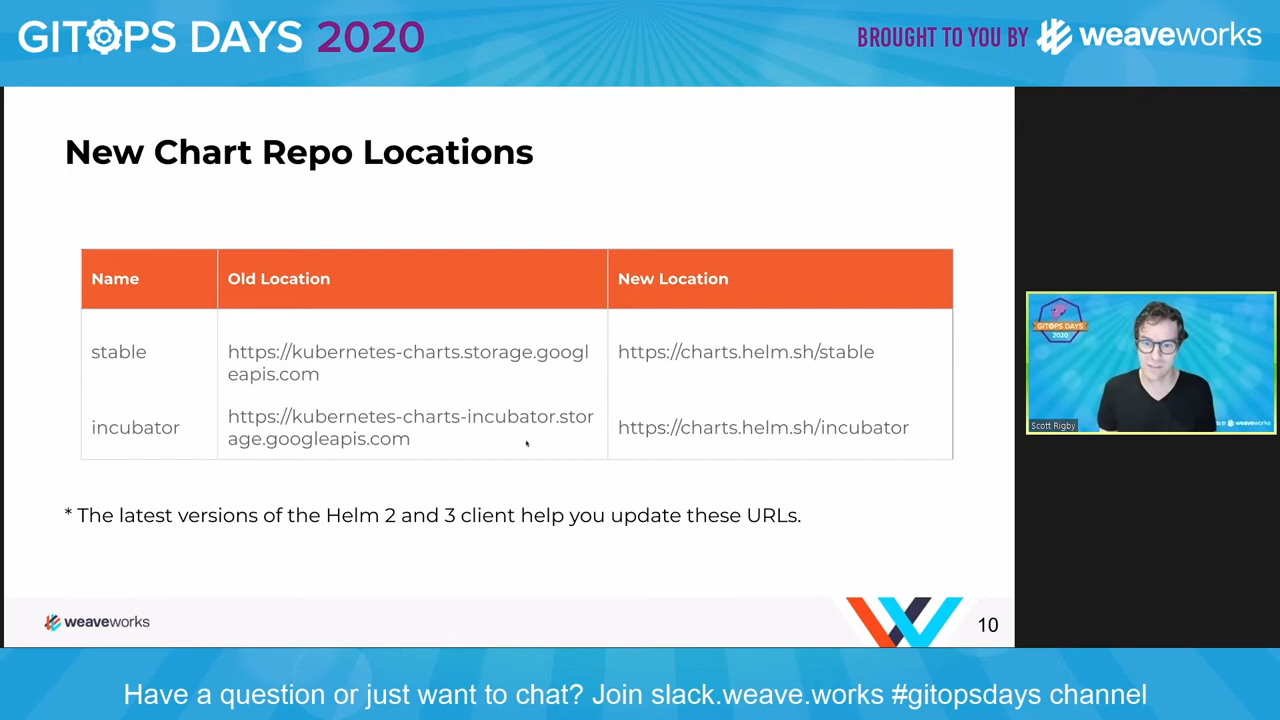 GITOPS DAYS 2020
BROUGHT TO YOU BY weaveworks
New Chart Repo Locations
Name Old Location New Location
stable https://kubernetes-charts.storage.googl https://charts.helm.sh/stable
eapis.com
incubator https://kubernetes-charts-incubator.stor https://charts.helm.sh/incubator
age.googleapis.com
* The latest versions of the Helm 2 and 3 client help you update these URLs.
weaveworks
10
GITOPS DAYS
2020
Scott Rigby
weaveworks
Have a question or just want to chat? Join slack.weave.works #gitopsdays channel